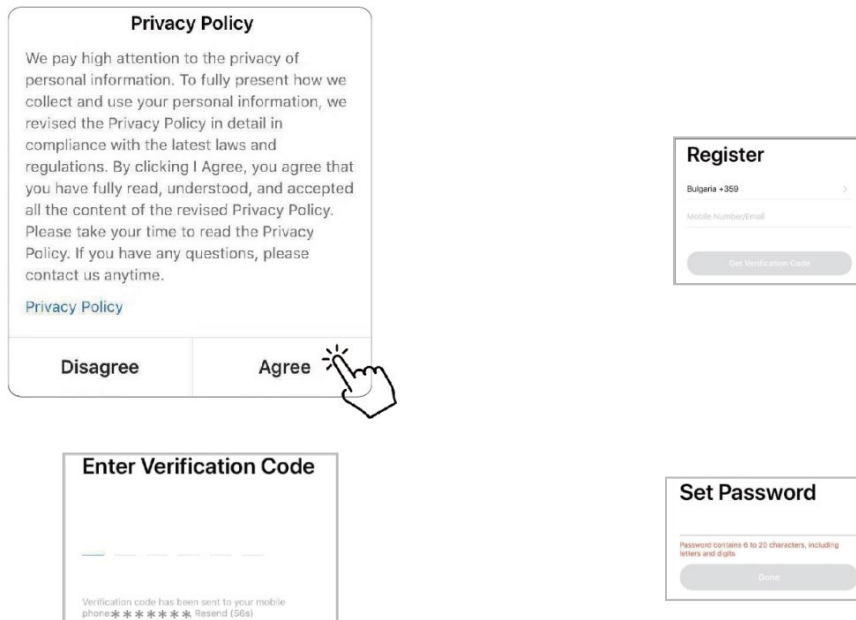 Privacy Policy
We pay high attention to the privacy of
personal information. To fully present how we
collect and use your personal information, we
revised the Privacy Policy in detail in
compliance with the latest laws and
regulations. By clicking I Agree, you agree that
you have fully read, understood, and accepted
all the content of the revised Privacy Policy.
Please take your time to read the Privacy
Policy. If you have any questions, please
contact us anytime.
Privacy Policy
Disagree
Agree
Register
Bulgaria +359
Mobile Number/Email
Get Verification Code
Enter Verification Code
Verification code has been sent to your mobile
phone:******* Resend (56s)
Set Password
Password contains 6 to 20 characters, including
letters and digits
Done